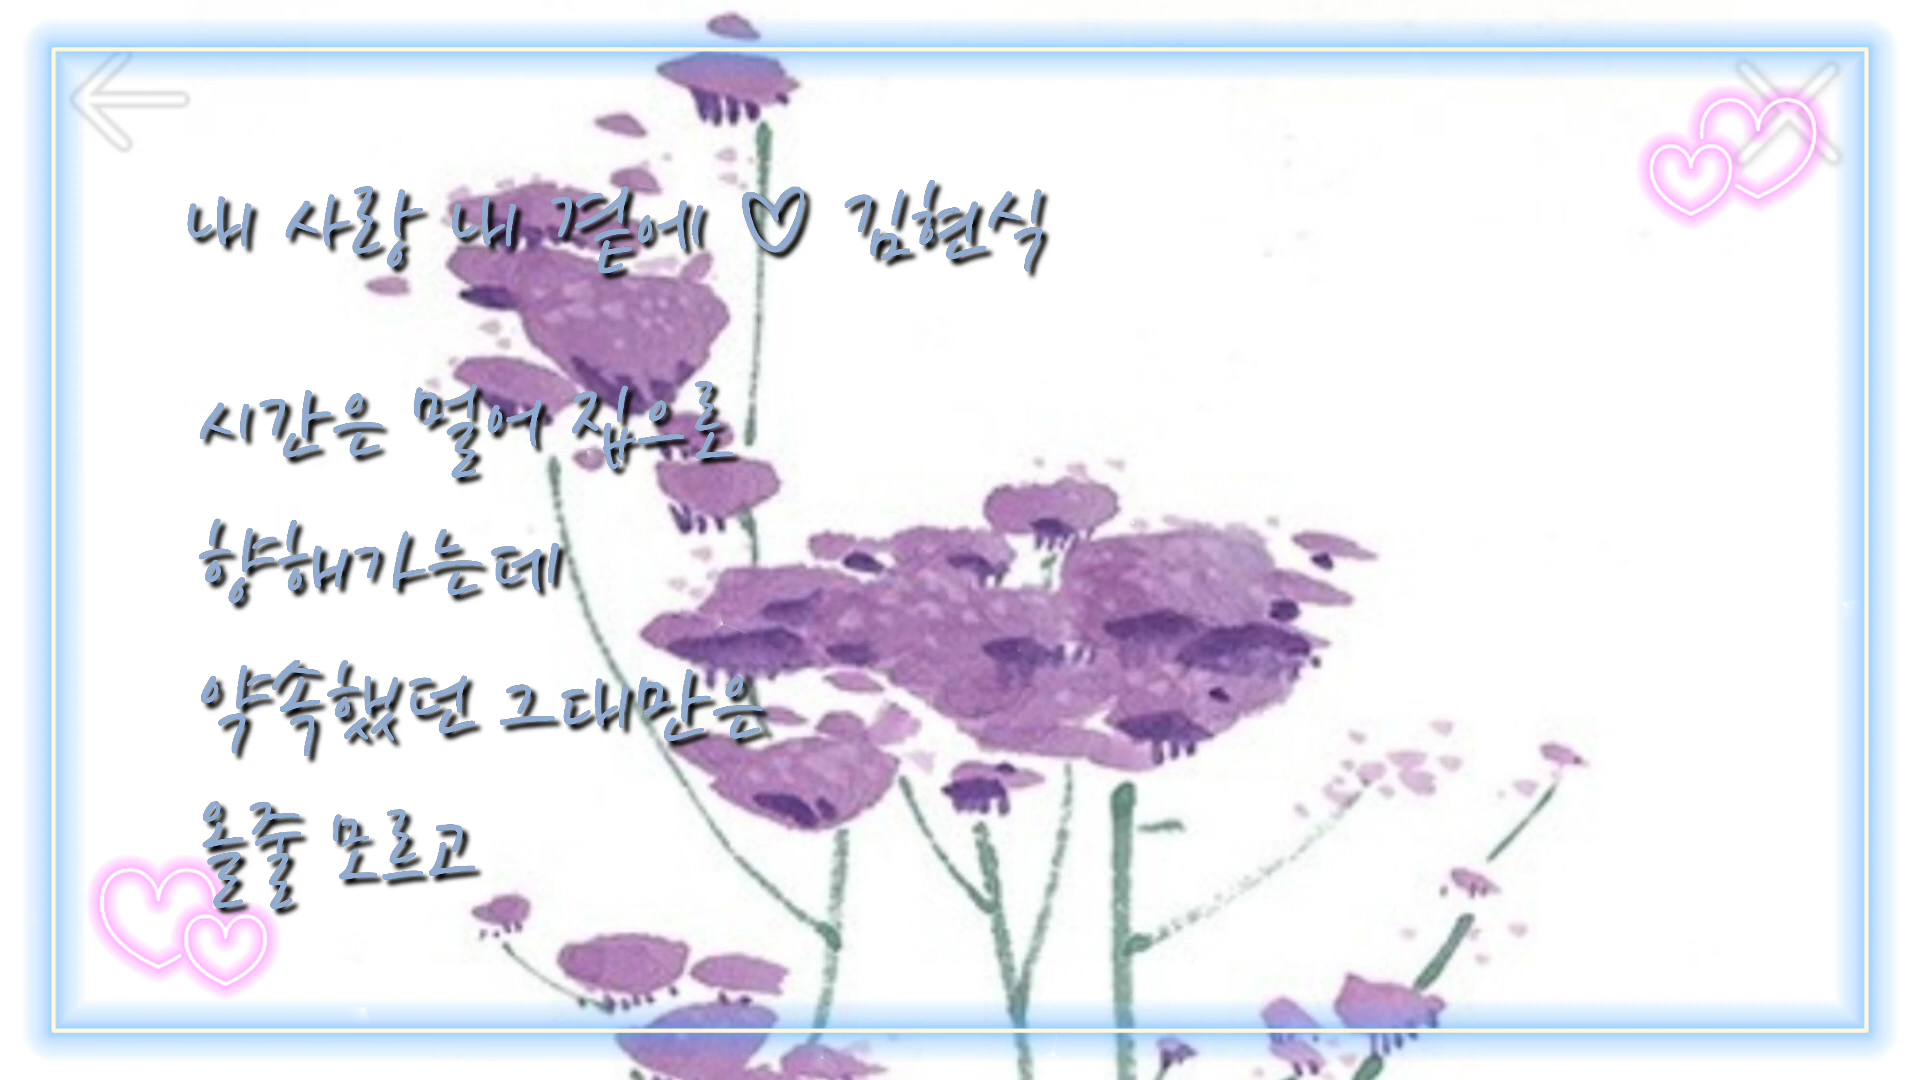 내 사랑 내 곁에 ♡ 김현식
시간은 멀어 집으로
향해가는데
약속했던 그대만은
올줄 모르고